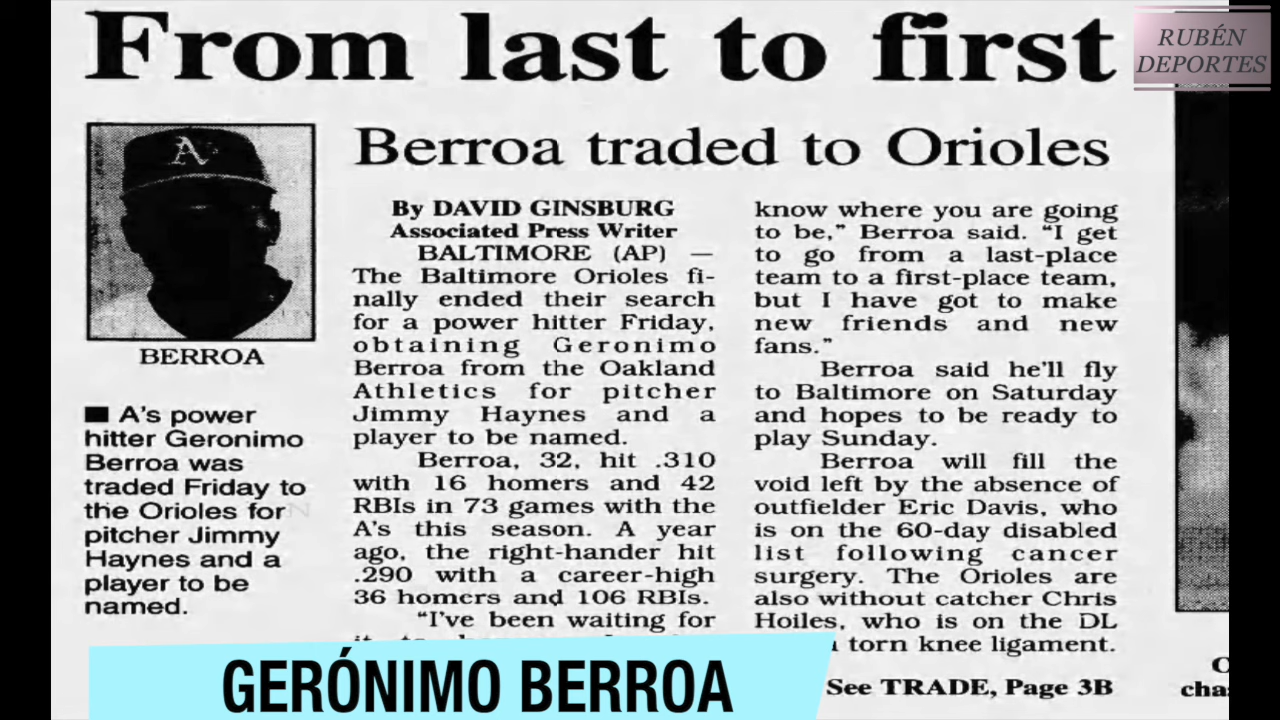 From last to first
RUBÉN
DEPORTES
Berroa traded to Orioles
BERROA
■ A's power
hitter Geronimo
Berroa was
traded Friday to
the Orioles for
pitcher Jimmy
Haynes and a
player to be
named.
By DAVID GINSBURG
Associated Press Writer
BALTIMORE (AP) —
The Baltimore Orioles fi-
nally ended their search
for a power hitter Friday,
obtaining Geronimo
Berroa from the Oakland
Athletics for pitcher
Jimmy Haynes and a
player to be named.
Berroa, 32, hit .310
with 16 homers and 42
RBIs in 73 games with the
A's this season. A year
ago, the right-hander hit
.290 with a career-high
36 homers and 106 RBIs.
"I've been waiting for
know where you are going
to be," Berroa said. "I get
to go from a last-place
team to a first-place team,
but I have got to make
new friends and new
fans."
Berroa said he'll fly
to Baltimore on Saturday
and hopes to be ready to
play Sunday.
Berroa will fill the
void left by the absence of
outfielder Eric Davis, who
is on the 60-day disabled
list following cancer
surgery. The Orioles are
also without catcher Chris
Hoiles, who is on the DL
torn knee ligament.
See TRADE, Page 3B
GERÓNIMO BERROA